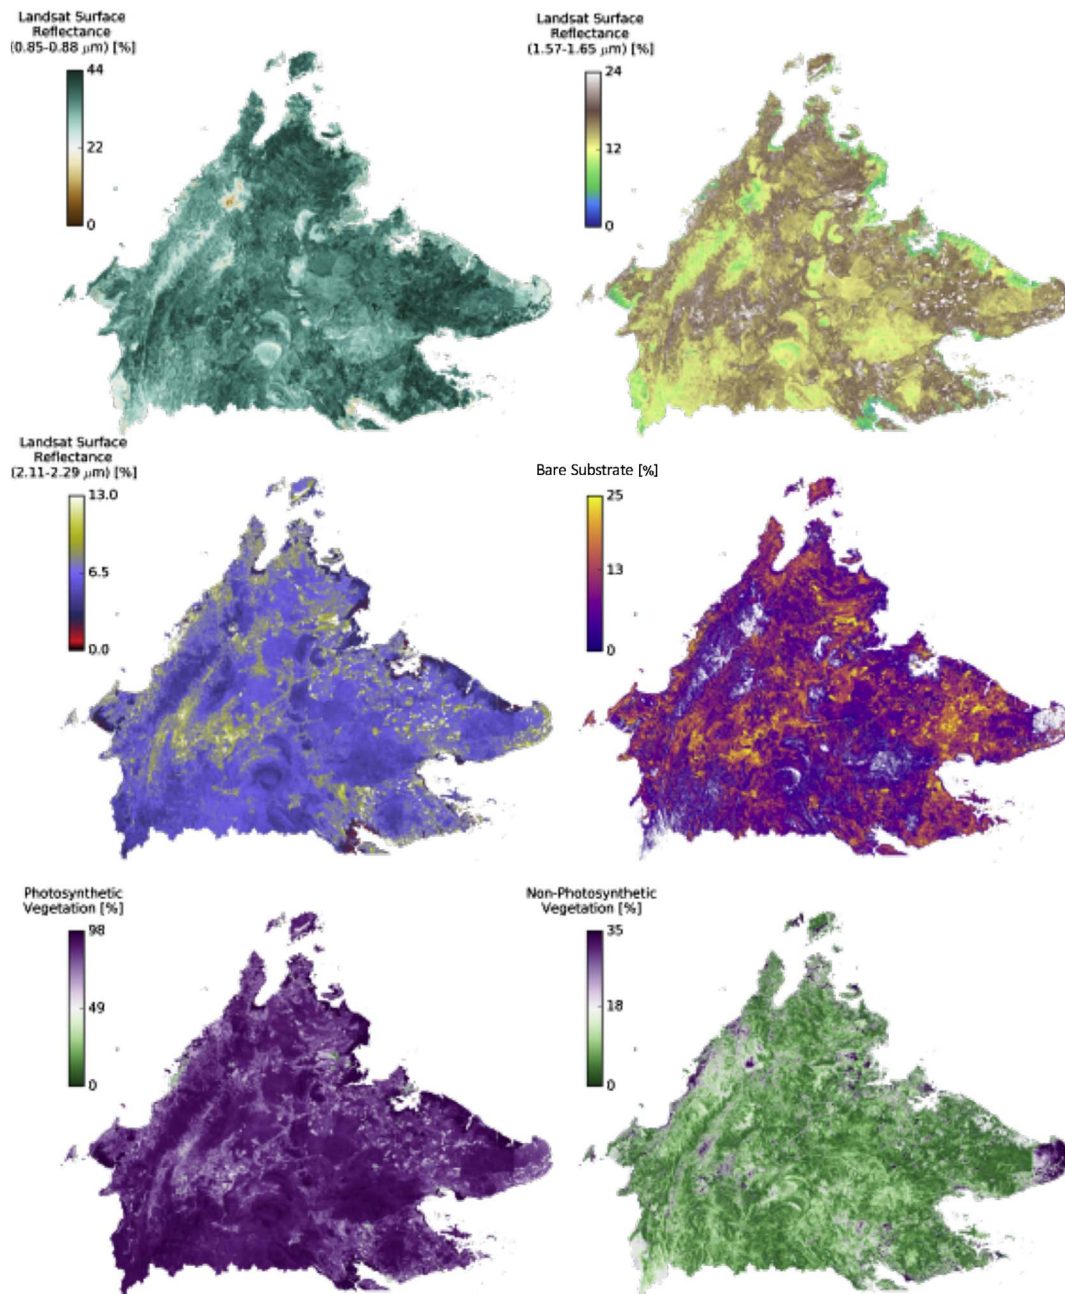 Landsat Surface
Reflectance
(0.85-0.88 μm) [%]
44
22
0
Landsat Surface
Reflectance
(1.57-1.65 μm) [%]
24
12
0
Landsat Surface
Reflectance
(2.11-2.29 μm) [%]
13.0
6.5
0.0
Bare Substrate [%]
25
13
0
Photosynthetic
Vegetation [%]
98
49
0
Non-Photosynthetic
Vegetation [%]
35
18
0